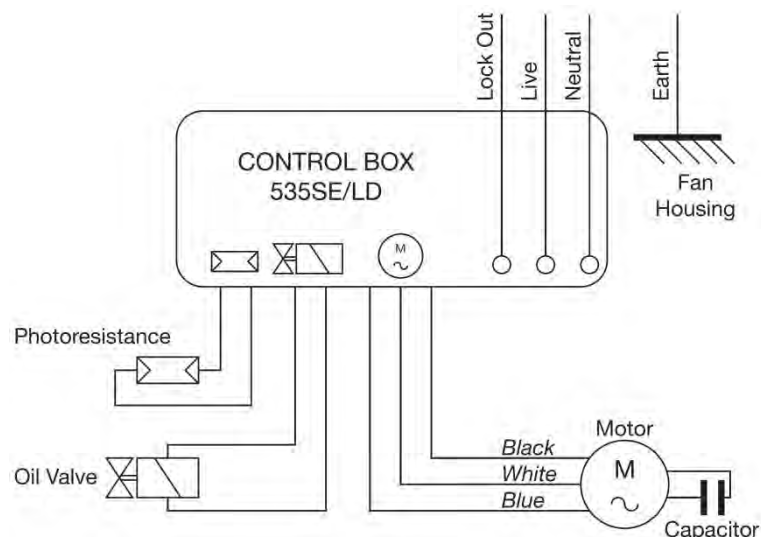 Lock Out
Live
Neutral
Earth
CONTROL BOX
535SE/LD
Fan
Housing
M
Photoresistance
Oil Valve
Black
White
Blue
Motor
M
Capacitor